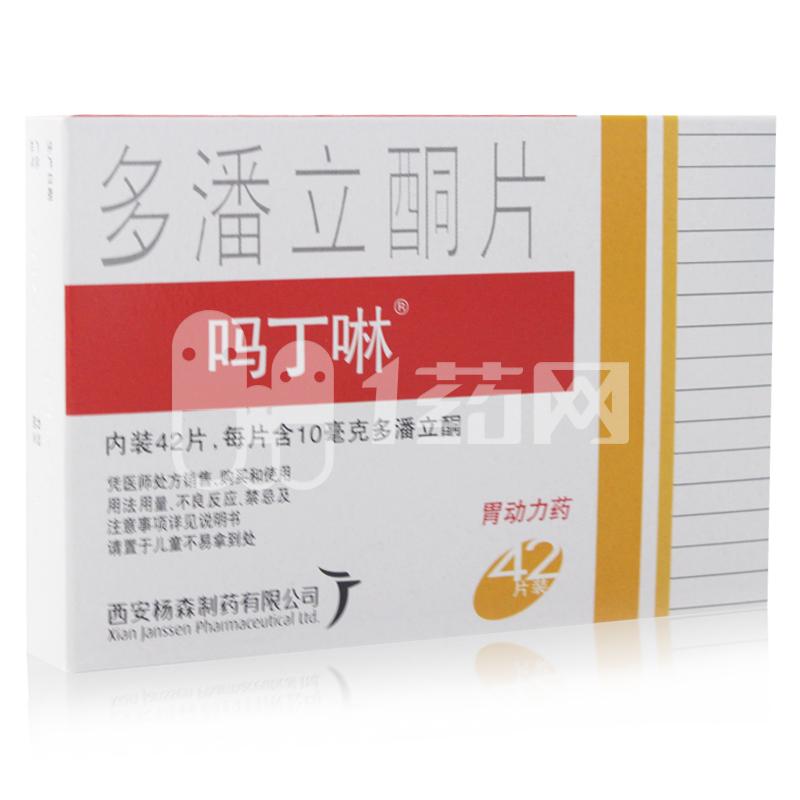 多潘立酮片
吗丁啉®
1药网
内装42片,每片含10毫克多潘立酮
凭医师处方销售、购买和使用
用法用量、不良反应、禁忌及
注意事项详见说明书
请置于儿童不易拿到处
胃动力药
42
片装
西安杨森制药有限公司
Xian Janssen Pharmaceutical Ltd.